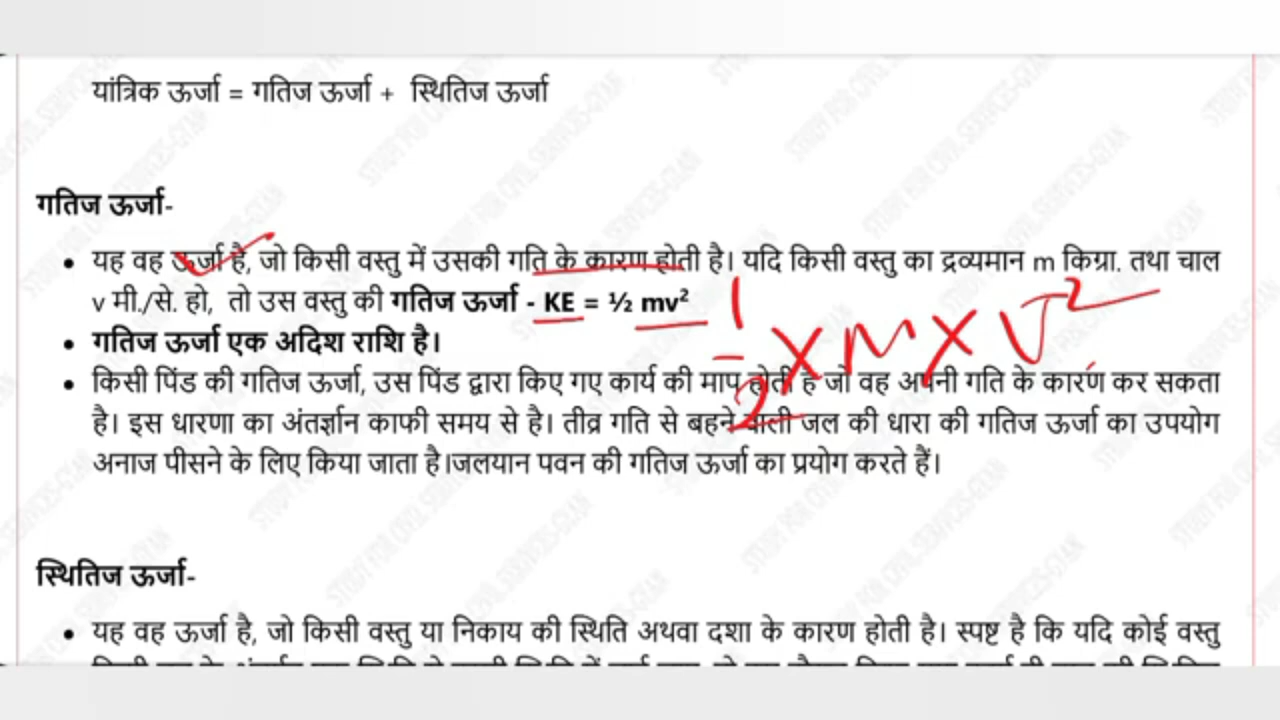 यांत्रिक ऊर्जा = गतिज ऊर्जा + स्थितिज ऊर्जा
गतिज ऊर्जा-
• यह वह ऊर्जा है, जो किसी वस्तु में उसकी गति के कारण होती है। यदि किसी वस्तु का द्रव्यमान m किग्रा. तथा चाल
v मी./से. हो, तो उस वस्तु की गतिज ऊर्जा - KE = ½ mv²
1/2 × m × v²
• गतिज ऊर्जा एक अदिश राशि है।
• किसी पिंड की गतिज ऊर्जा, उस पिंड द्वारा किए गए कार्य की माप होती है जो वह अपनी गति के कारण कर सकता
है। इस धारणा का अंतर्ज्ञान काफी समय से है। तीव्र गति से बहने वाली जल की धारा की गतिज ऊर्जा का उपयोग
अनाज पीसने के लिए किया जाता है।जलयान पवन की गतिज ऊर्जा का प्रयोग करते हैं।
स्थितिज ऊर्जा-
• यह वह ऊर्जा है, जो किसी वस्तु या निकाय की स्थिति अथवा दशा के कारण होती है। स्पष्ट है कि यदि कोई वस्तु